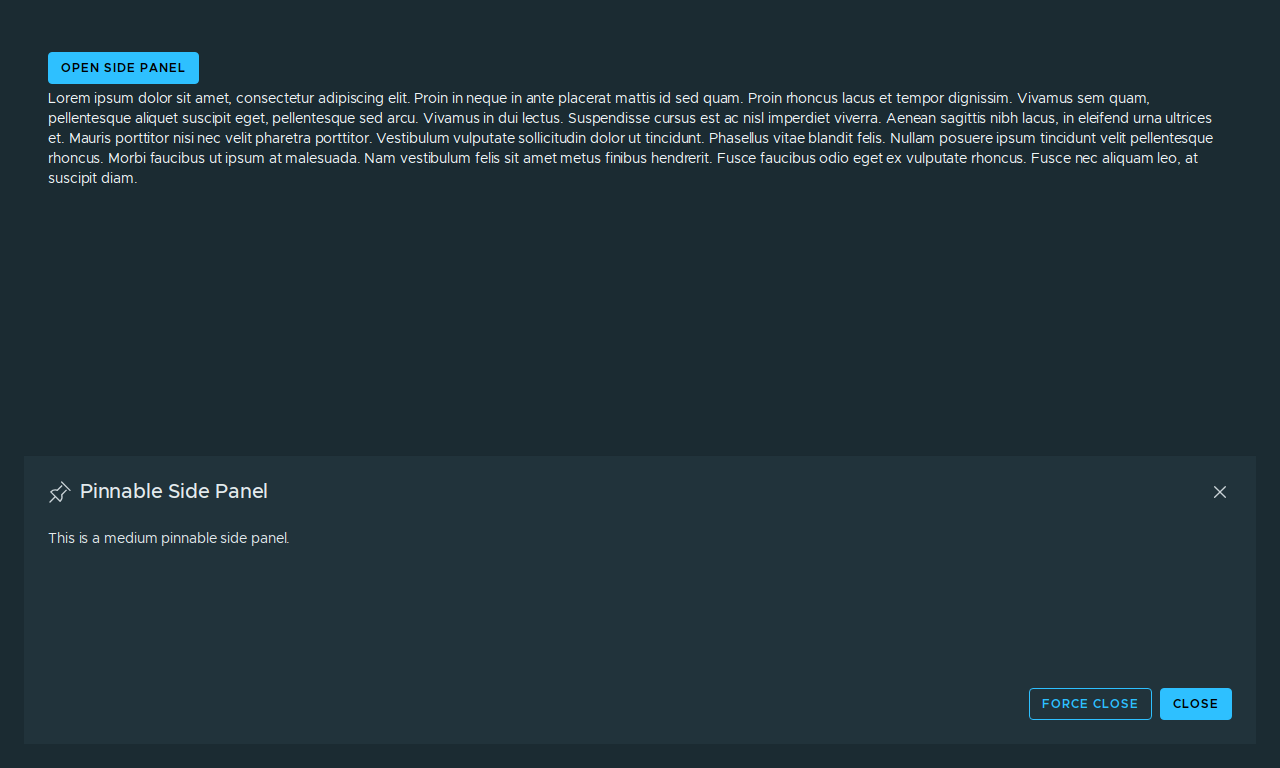 OPEN SIDE PANEL
Lorem ipsum dolor sit amet, consectetur adipiscing elit. Proin in neque in ante placerat mattis id sed quam. Proin rhoncus lacus et tempor dignissim. Vivamus sem quam,
pellentesque aliquet suscipit eget, pellentesque sed arcu. Vivamus in dui lectus. Suspendisse cursus est ac nisl imperdiet viverra. Aenean sagittis nibh lacus, in eleifend urna ultrices
et. Mauris porttitor nisi nec velit pharetra porttitor. Vestibulum vulputate sollicitudin dolor ut tincidunt. Phasellus vitae blandit felis. Nullam posuere ipsum tincidunt velit pellentesque
rhoncus. Morbi faucibus ut ipsum at malesuada. Nam vestibulum felis sit amet metus finibus hendrerit. Fusce faucibus odio eget ex vulputate rhoncus. Fusce nec aliquam leo, at
suscipit diam.
Pinnable Side Panel
This is a medium pinnable side panel.
FORCE CLOSE
CLOSE